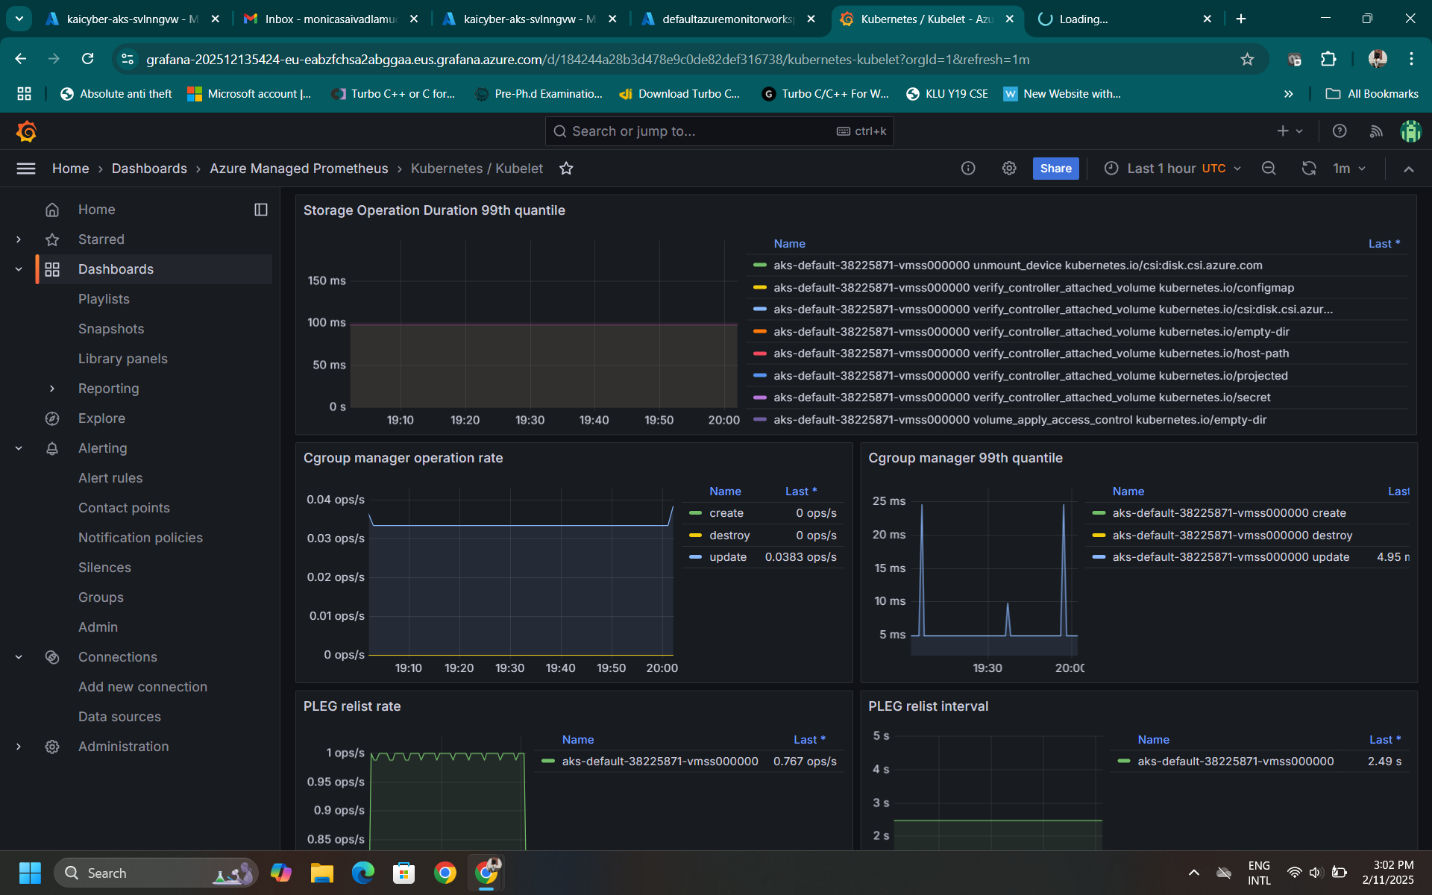 kaicyber-aks-svlnngvw - M
Inbox - monicasaivadlamu
kaicyber-aks-svlnngvw - M
defaultazuremonitorworksp
Kubernetes / Kubelet - Azu
Loading...
grafana-202512135424-eu-eabzfchsa2abggaa.eus.grafana.azure.com/d/184244a28b3d478e9c0de82def316738/kubernetes-kubelet?orgId=1&refresh=1m
Absolute anti theft
Microsoft account |...
Turbo C++ or C for...
Pre-Ph.d Examinatio...
Download Turbo C...
Turbo C/C++ For W...
KLU Y19 CSE
New Website with...
»
All Bookmarks
Search or jump to...
ctrl+k
Home › Dashboards › Azure Managed Prometheus › Kubernetes / Kubelet
Share
Last 1 hour UTC
1m
Home
Starred
Dashboards
Playlists
Snapshots
Library panels
Reporting
Explore
Alerting
Alert rules
Contact points
Notification policies
Silences
Groups
Admin
Connections
Add new connection
Data sources
Administration
Storage Operation Duration 99th quantile
150 ms
100 ms
50 ms
0 s
19:10 19:20 19:30 19:40 19:50 20:00
Name Last *
aks-default-38225871-vmss000000 unmount_device kubernetes.io/csi:disk.csi.azure.com
aks-default-38225871-vmss000000 verify_controller_attached_volume kubernetes.io/configmap
aks-default-38225871-vmss000000 verify_controller_attached_volume kubernetes.io/csi:disk.csi.azur...
aks-default-38225871-vmss000000 verify_controller_attached_volume kubernetes.io/empty-dir
aks-default-38225871-vmss000000 verify_controller_attached_volume kubernetes.io/host-path
aks-default-38225871-vmss000000 verify_controller_attached_volume kubernetes.io/projected
aks-default-38225871-vmss000000 verify_controller_attached_volume kubernetes.io/secret
aks-default-38225871-vmss000000 volume_apply_access_control kubernetes.io/empty-dir
Cgroup manager operation rate
0.04 ops/s
0.03 ops/s
0.02 ops/s
0.01 ops/s
0 ops/s
19:10 19:20 19:30 19:40 19:50 20:00
Name Last *
create 0 ops/s
destroy 0 ops/s
update 0.0383 ops/s
Cgroup manager 99th quantile
25 ms
20 ms
15 ms
10 ms
5 ms
19:30 20:00
Name Last
aks-default-38225871-vmss000000 create
aks-default-38225871-vmss000000 destroy
aks-default-38225871-vmss000000 update 4.95
PLEG relist rate
1 ops/s
0.95 ops/s
0.9 ops/s
0.85 ops/s
Name Last *
aks-default-38225871-vmss000000 0.767 ops/s
PLEG relist interval
5 s
4 s
3 s
2 s
Name Last *
aks-default-38225871-vmss000000 2.49 s
Search
ENG
INTL
3:02 PM
2/11/2025